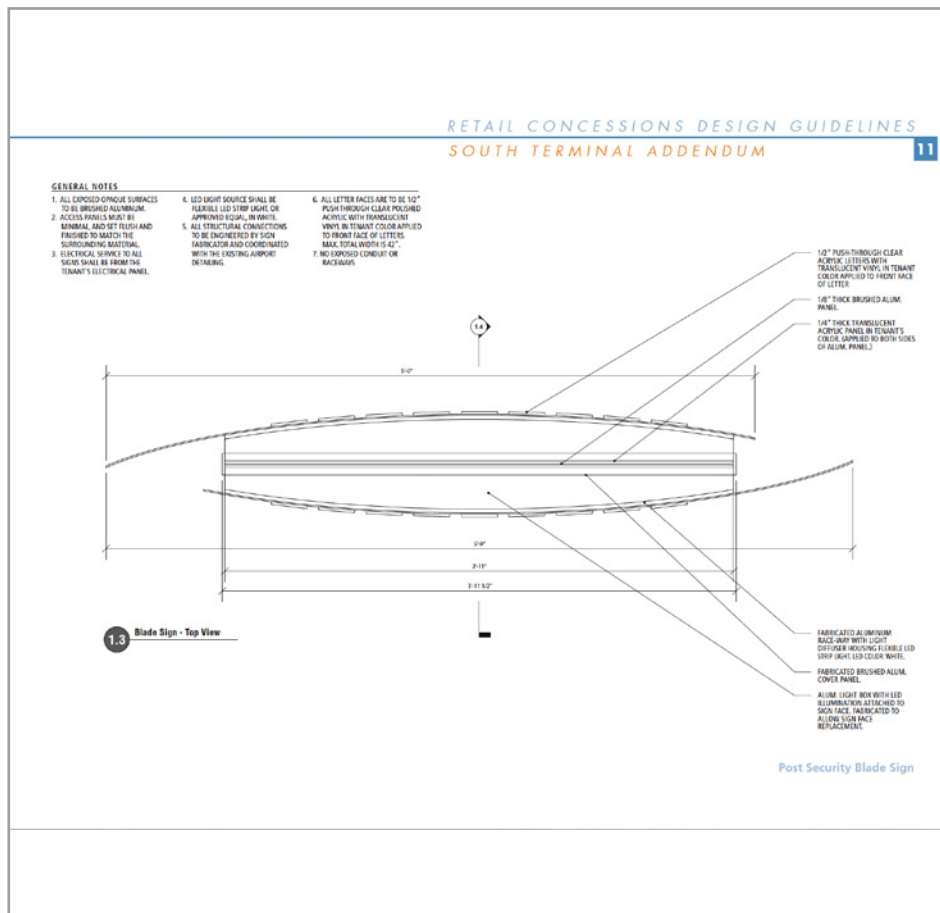 RETAIL CONCESSIONS DESIGN GUIDELINES
SOUTH TERMINAL ADDENDUM
11
GENERAL NOTES
1. ALL EXPOSED OPAQUE SURFACES
TO BE BRUSHED ALUMINUM.
2. ACCESS PANELS MUST BE
MINIMAL, AND SET FLUSH AND
FINISHED TO MATCH THE
SURROUNDING MATERIAL.
3. ELECTRICAL SERVICE TO ALL
SIGNS SHALL BE FROM THE
TENANT'S ELECTRICAL PANEL.
4. LED LIGHT SOURCE SHALL BE
FLEXIBLE LED STRIP LIGHT, OR
APPROVED EQUAL, IN WHITE.
5. ALL STRUCTURAL CONNECTIONS
TO BE ENGINEERED BY SIGN
FABRICATOR AND COORDINATED
WITH THE EXISTING AIRPORT
DETAILING.
6. ALL LETTER FACES ARE TO BE 1/2"
PUSH THROUGH CLEAR POLISHED
ACRYLIC WITH TRANSLUCENT
VINYL IN TENANT COLOR APPLIED
TO FRONT FACE OF LETTERS.
MAX. TOTAL WIDTH IS 42".
7. NO EXPOSED CONDUIT OR
RACEWAYS
1/2" PUSH-THROUGH CLEAR
ACRYLIC LETTERS WITH
TRANSLUCENT VINYL IN TENANT
COLOR APPLIED TO FRONT FACE
OF LETTER
1/8" THICK BRUSHED ALUM.
PANEL.
1/4" THICK TRANSLUCENT
ACRYLIC PANEL IN TENANT'S
COLOR. (APPLIED TO BOTH SIDES
OF ALUM. PANEL.)
1.4
5'-0"
3'-11 1/2"
1.3 Blade Sign - Top View
FABRICATED ALUMINUM
RACE-WAY WITH LIGHT
DIFFUSER HOUSING FLEXIBLE LED
STRIP LIGHT. LED COLOR WHITE.
FABRICATED BRUSHED ALUM.
COVER PANEL.
ALUM. LIGHT BOX WITH LED
ILLUMINATION ATTACHED TO
SIGN FACE. FABRICATED TO
ALLOW SIGN FACE
REPLACEMENT.
Post Security Blade Sign